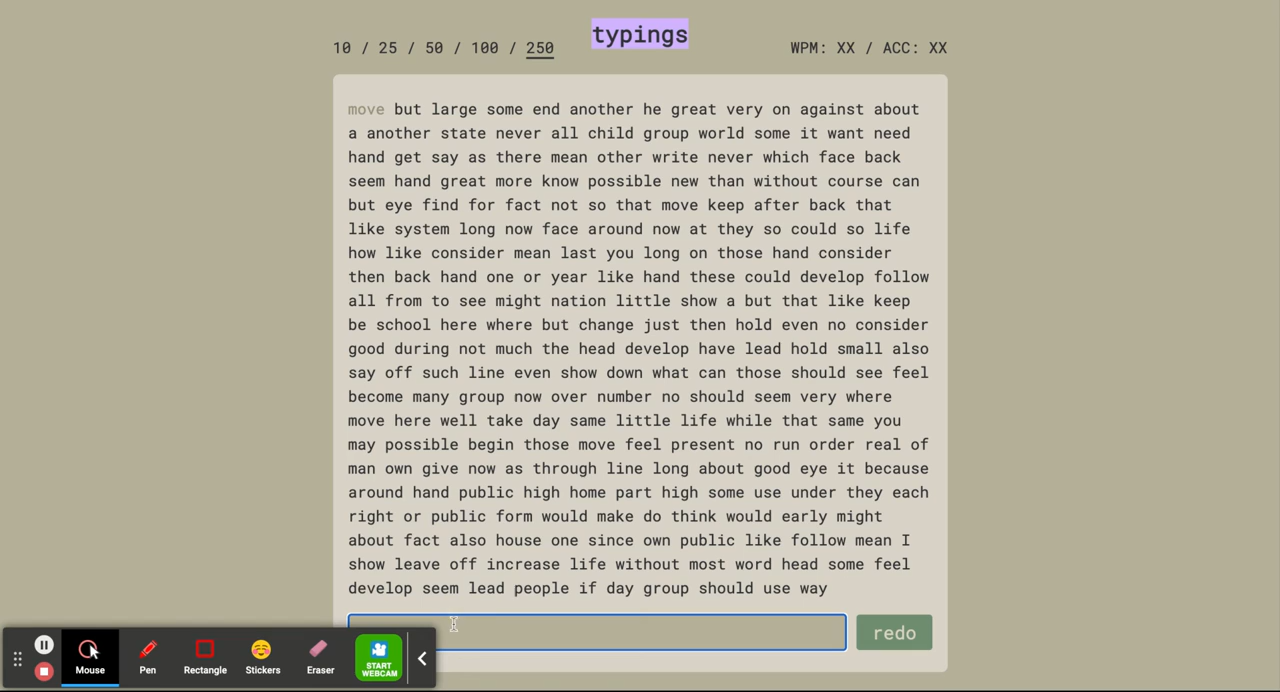 typings
10 / 25 / 50 / 100 / 250
WPM: XX / ACC: XX
move but large some end another he great very on against about
a another state never all child group world some it want need
hand get say as there mean other write never which face back
seem hand great more know possible new than without course can
but eye find for fact not so that move keep after back that
like system long now face around now at they so could so life
how like consider mean last you long on those hand consider
then back hand one or year like hand these could develop follow
all from to see might nation little show a but that like keep
be school here where but change just then hold even no consider
good during not much the head develop have lead hold small also
say off such line even show down what can those should see feel
become many group now over number no should seem very where
move here well take day same little life while that same you
may possible begin those move feel present no run order real of
man own give now as through line long about good eye it because
around hand public high home part high some use under they each
right or public form would make do think would early might
about fact also house one since own public like follow mean I
show leave off increase life without most word head some feel
develop seem lead people if day group should use way
redo
Mouse
Pen
Rectangle
Stickers
Eraser
START
WEBCAM